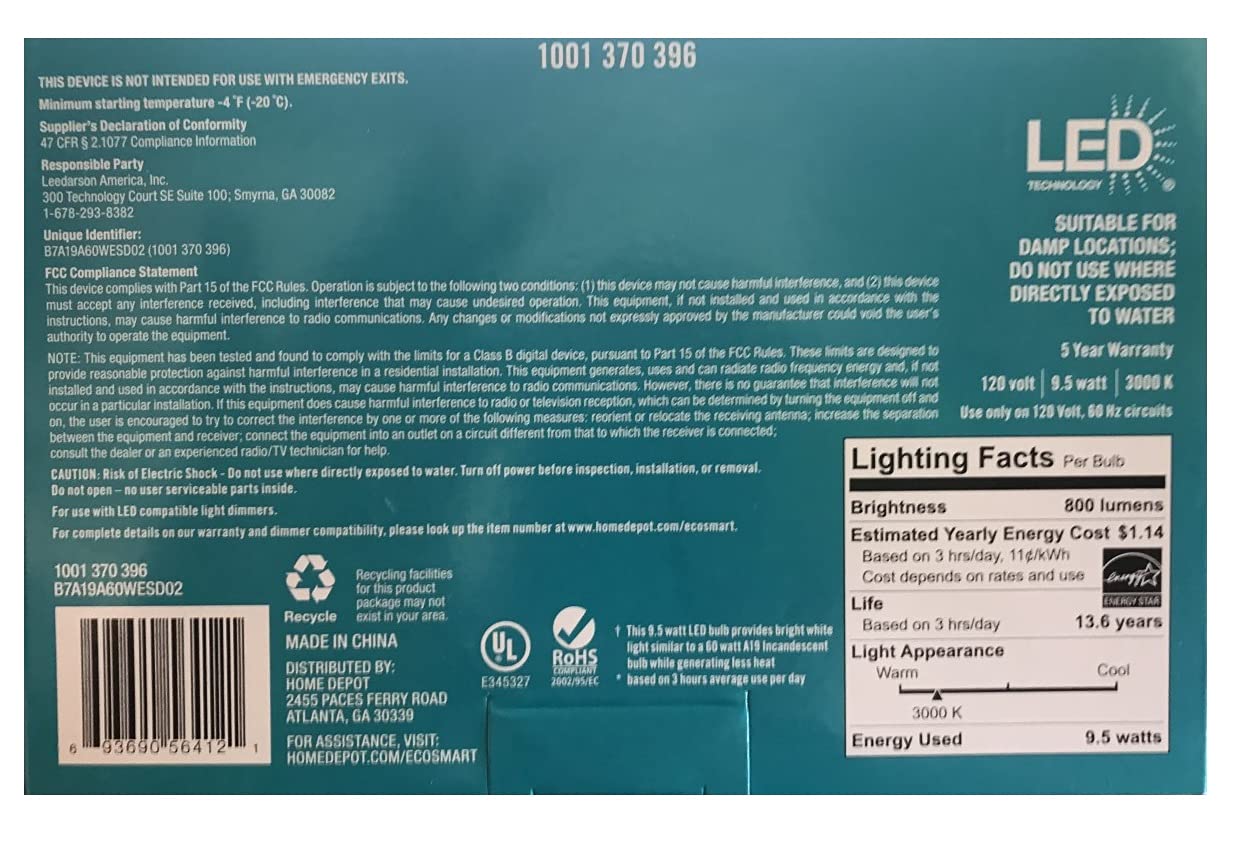 1001 370 396
THIS DEVICE IS NOT INTENDED FOR USE WITH EMERGENCY EXITS.
Minimum starting temperature -4 °F (-20 °C).
Supplier's Declaration of Conformity
47 CFR § 2.1077 Compliance Information
Responsible Party
Leedarson America, Inc.
300 Technology Court SE Suite 100; Smyrna, GA 30082
1-678-293-8382
Unique Identifier:
B7A19A60WESD02 (1001 370 396)
FCC Compliance Statement
This device complies with Part 15 of the FCC Rules. Operation is subject to the following two conditions: (1) this device may not cause harmful interference, and (2) this device
must accept any interference received, including interference that may cause undesired operation. This equipment, if not installed and used in accordance with the
instructions, may cause harmful interference to radio communications. Any changes or modifications not expressly approved by the manufacturer could void the user's
authority to operate the equipment.
NOTE: This equipment has been tested and found to comply with the limits for a Class B digital device, pursuant to Part 15 of the FCC Rules. These limits are designed to
provide reasonable protection against harmful interference in a residential installation. This equipment generates, uses and can radiate radio frequency energy and, if not
installed and used in accordance with the instructions, may cause harmful interference to radio communications. However, there is no guarantee that interference will not
occur in a particular installation. If this equipment does cause harmful interference to radio or television reception, which can be determined by turning the equipment off and
on, the user is encouraged to try to correct the interference by one or more of the following measures: reorient or relocate the receiving antenna; increase the separation
between the equipment and receiver; connect the equipment into an outlet on a circuit different from that to which the receiver is connected;
consult the dealer or an experienced radio/TV technician for help.
CAUTION: Risk of Electric Shock - Do not use where directly exposed to water. Turn off power before inspection, installation, or removal.
Do not open – no user serviceable parts inside.
For use with LED compatible light dimmers.
For complete details on our warranty and dimmer compatibility, please look up the item number at www.homedepot.com/ecosmart.
LED
TECHNOLOGY ®
SUITABLE FOR
DAMP LOCATIONS;
DO NOT USE WHERE
DIRECTLY EXPOSED
TO WATER
5 Year Warranty
120 volt | 9.5 watt | 3000 K
Use only on 120 Volt, 60 Hz circuits
Lighting Facts Per Bulb
Brightness 800 lumens
Estimated Yearly Energy Cost $1.14
Based on 3 hrs/day, 11¢/kWh
Cost depends on rates and use
energy
ENERGY STAR
Life
Based on 3 hrs/day 13.6 years
Light Appearance
Warm Cool
3000 K
Energy Used 9.5 watts
1001 370 396
B7A19A60WESD02
6 93690 56412 1
Recycle
Recycling facilities
for this product
package may not
exist in your area.
MADE IN CHINA
DISTRIBUTED BY:
HOME DEPOT
2455 PACES FERRY ROAD
ATLANTA, GA 30339
FOR ASSISTANCE, VISIT:
HOMEDEPOT.COM/ECOSMART
UL
E345327
RoHS
COMPLIANT
2002/95/EC
† This 9.5 watt LED bulb provides bright white
light similar to a 60 watt A19 Incandescent
bulb while generating less heat
* based on 3 hours average use per day